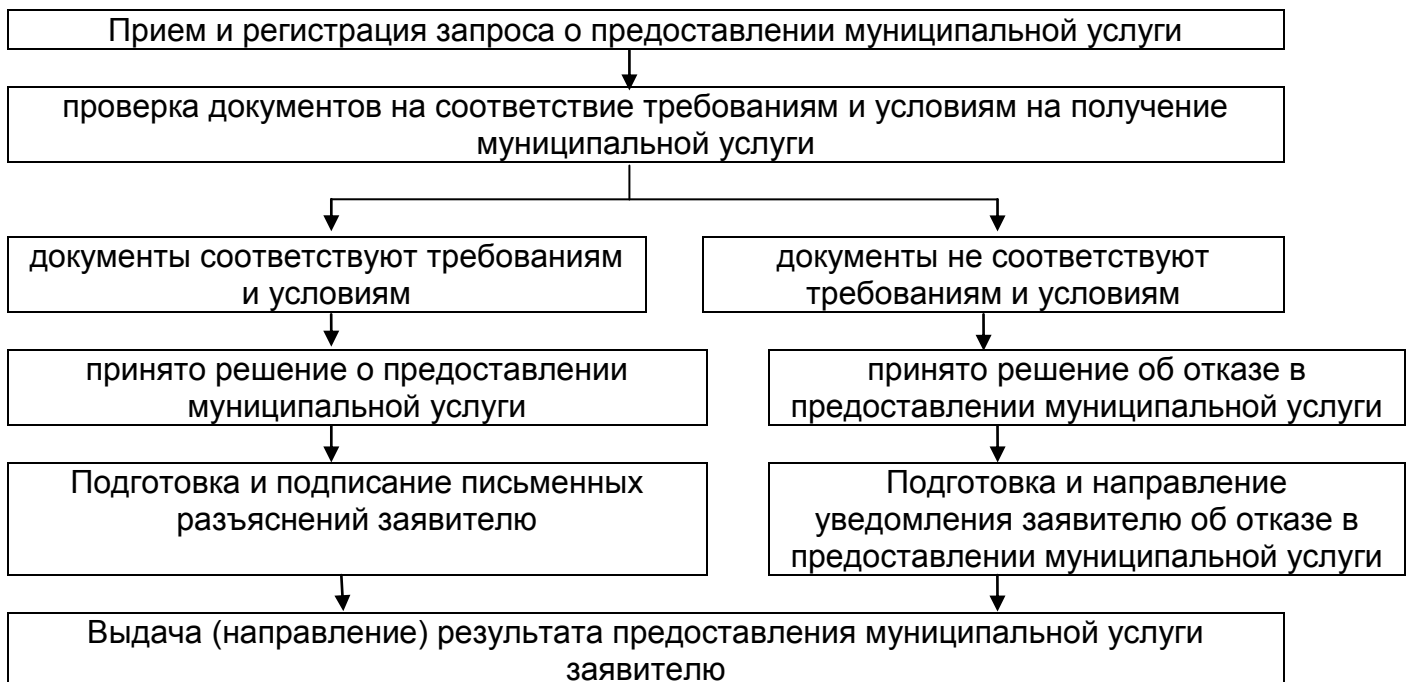 Прием и регистрация запроса о предоставлении муниципальной услуги
проверка документов на соответствие требованиям и условиям на получение
муниципальной услуги
документы соответствуют требованиям
и условиям
документы не соответствуют
требованиям и условиям
принято решение о предоставлении
муниципальной услуги
принято решение об отказе в
предоставлении муниципальной услуги
Подготовка и подписание письменных
разъяснений заявителю
Подготовка и направление
уведомления заявителю об отказе в
предоставлении муниципальной услуги
Выдача (направление) результата предоставления муниципальной услуги
заявителю